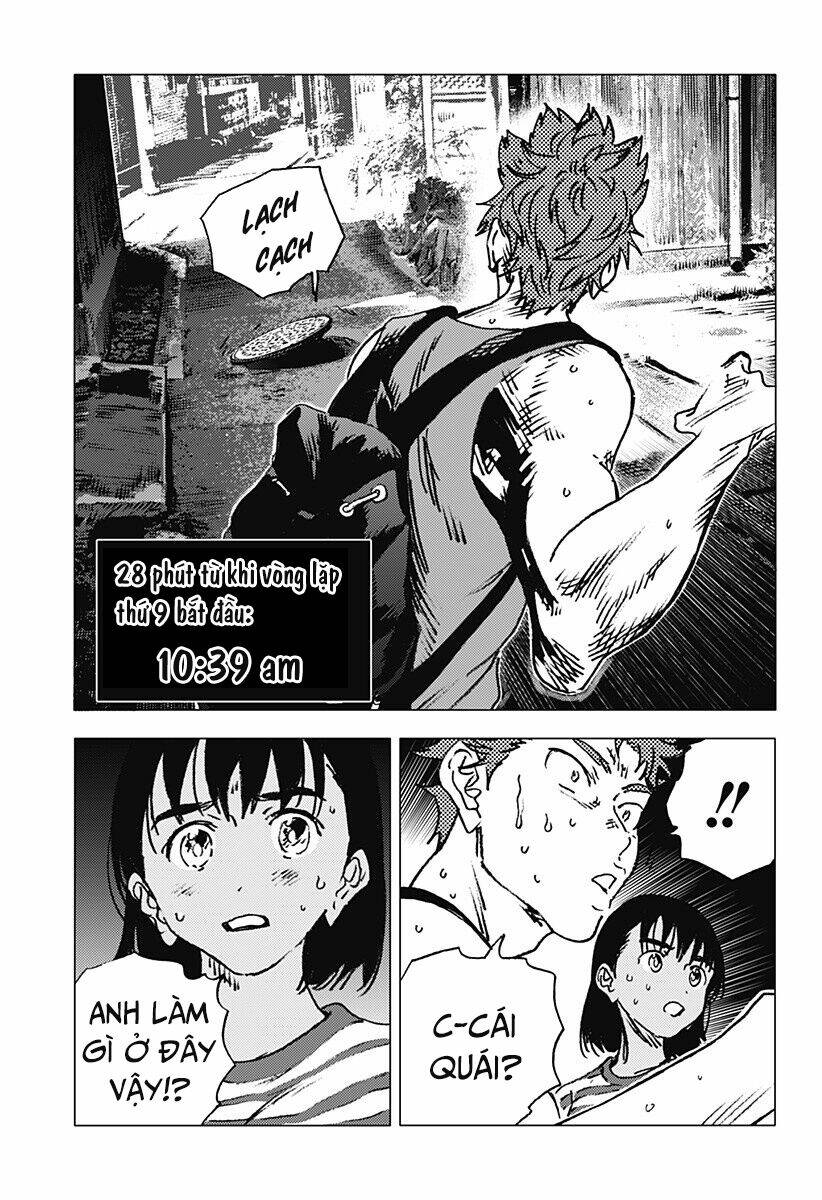 LẠCH
CẠCH
28 phút từ khi vòng lặp
thứ 9 bắt đầu:
10:39 am
!!
C-CÁI
QUÁI?
ANH LÀM
GÌ Ở ĐÂY
VẬY!?